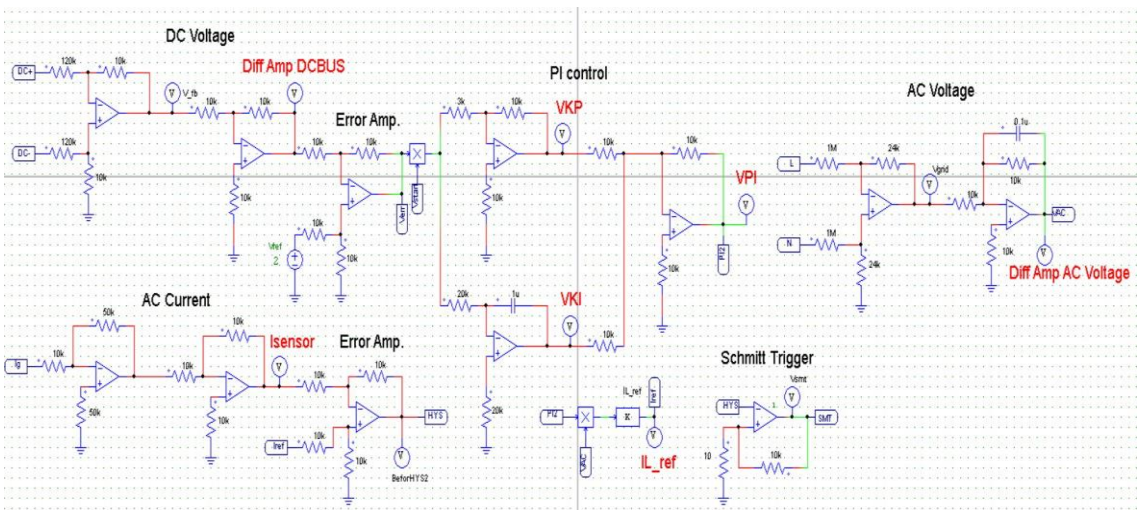 DC Voltage
DC+
120k
10k
V_fb
Diff Amp DCBUS
10k
10k
DC-
120k
10k
10k
Error Amp.
10k
10k
Verr
Vstart
Vref
2
10k
10k
PI control
3k
10k
VKP
10k
10k
VPI
10k
10k
PI2
20k
1u
VKI
10k
20k
AC Voltage
0.1u
L
1M
24k
Vgrid
10k
10k
VAC
N
1M
24k
10k
Diff Amp AC Voltage
AC Current
50k
Ig
10k
50k
10k
10k
10k
Isensor
Error Amp.
10k
10k
HYS
Iref
10k
10k
BeforHYS2
PI2
VAC
K
IL_ref
Iref
IL_ref
Schmitt Trigger
HYS
Vsmt
SMT
10
10k